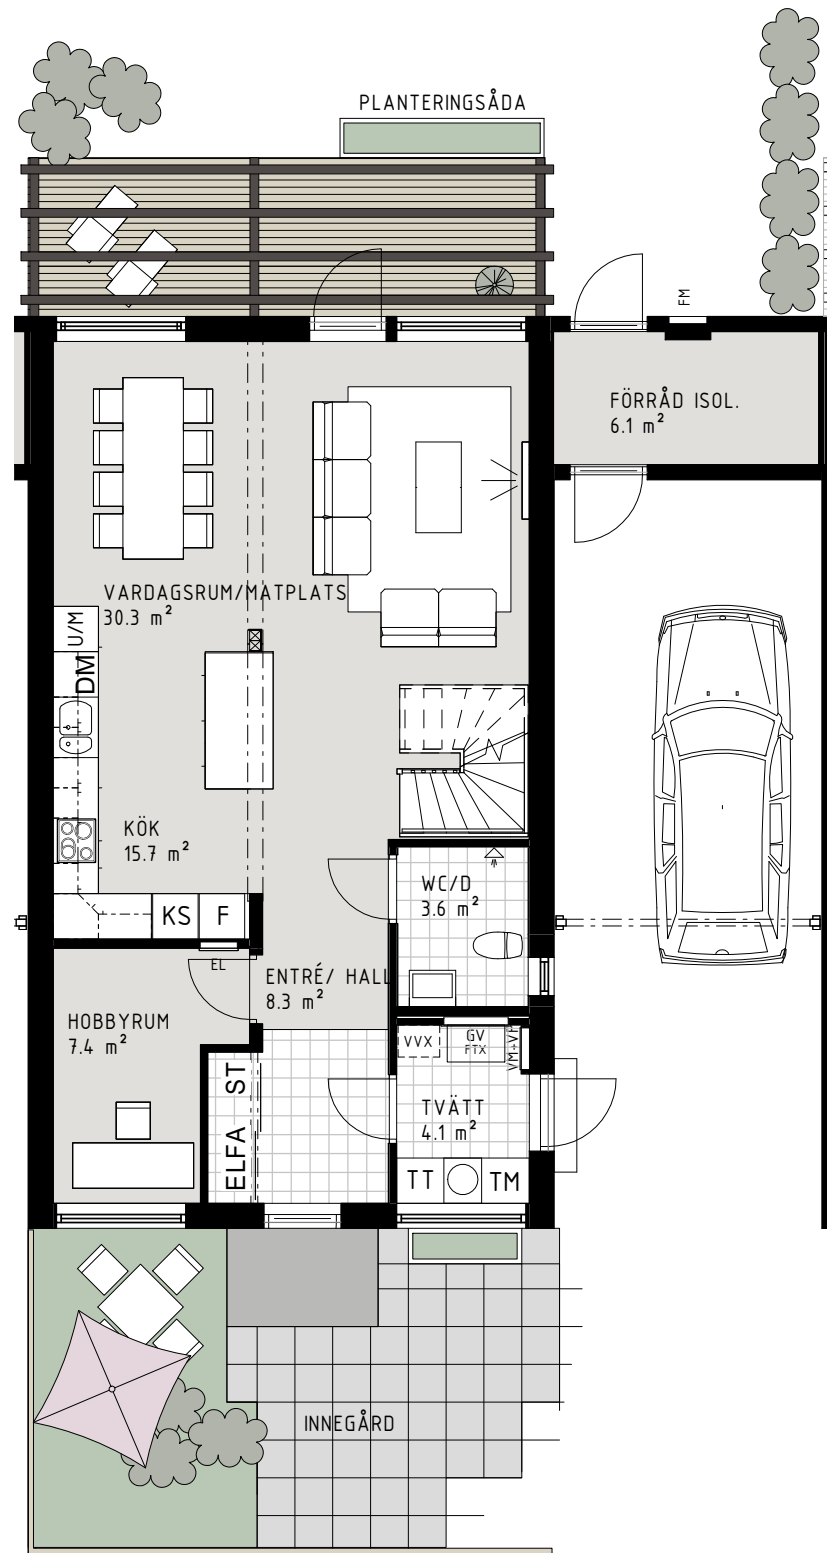 PLANTERINGSÅDA
FM
FÖRRÅD ISOL.
6.1 m²
VARDAGSRUM/MATPLATS
30.3 m²
U/M
DM
KÖK
15.7 m²
WC/D
3.6 m²
KS
F
EL
ENTRÉ/ HALL
8.3 m²
HOBBYRUM
7.4 m²
VVX
GV
FTX
ST
ELFA
TVÄTT
4.1 m²
TT
TM
INNEGÅRD